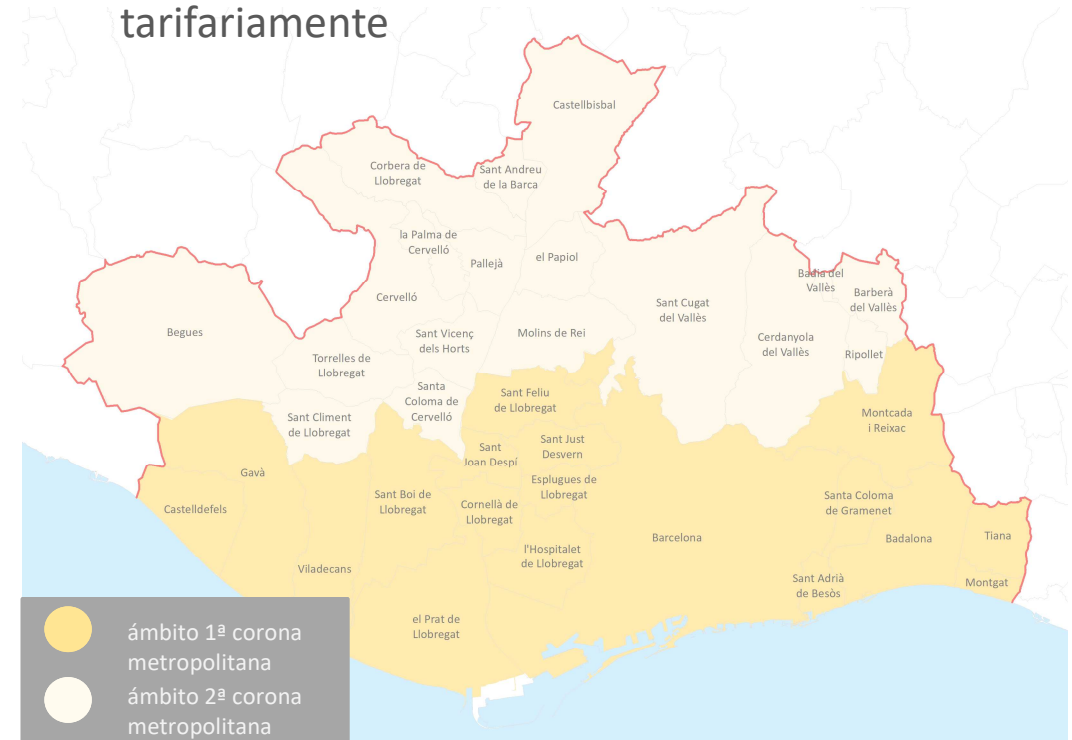 tarifariamente
Castellbisbal
Corbera de
Llobregat
Sant Andreu
de la Barca
la Palma de
Cervelló
Pallejà
el Papiol
Cervelló
Badia del
Vallès
Barberà
del Vallès
Sant Cugat
del Vallès
Begues
Sant Vicenç
dels Horts
Molins de Rei
Cerdanyola
del Vallès
Ripollet
Torrelles de
Llobregat
Santa
Coloma de
Cervelló
Sant Feliu
de Llobregat
Sant Climent
de Llobregat
Montcada
i Reixac
Sant
Joan Despí
Sant Just
Desvern
Gavà
Esplugues de
Llobregat
Castelldefels
Sant Boi de
Llobregat
Cornellà de
Llobregat
Santa Coloma
de Gramenet
Barcelona
Badalona
Tiana
l'Hospitalet
de Llobregat
Viladecans
Sant Adrià
de Besòs
Montgat
el Prat de
Llobregat
ámbito 1ª corona
metropolitana
ámbito 2ª corona
metropolitana